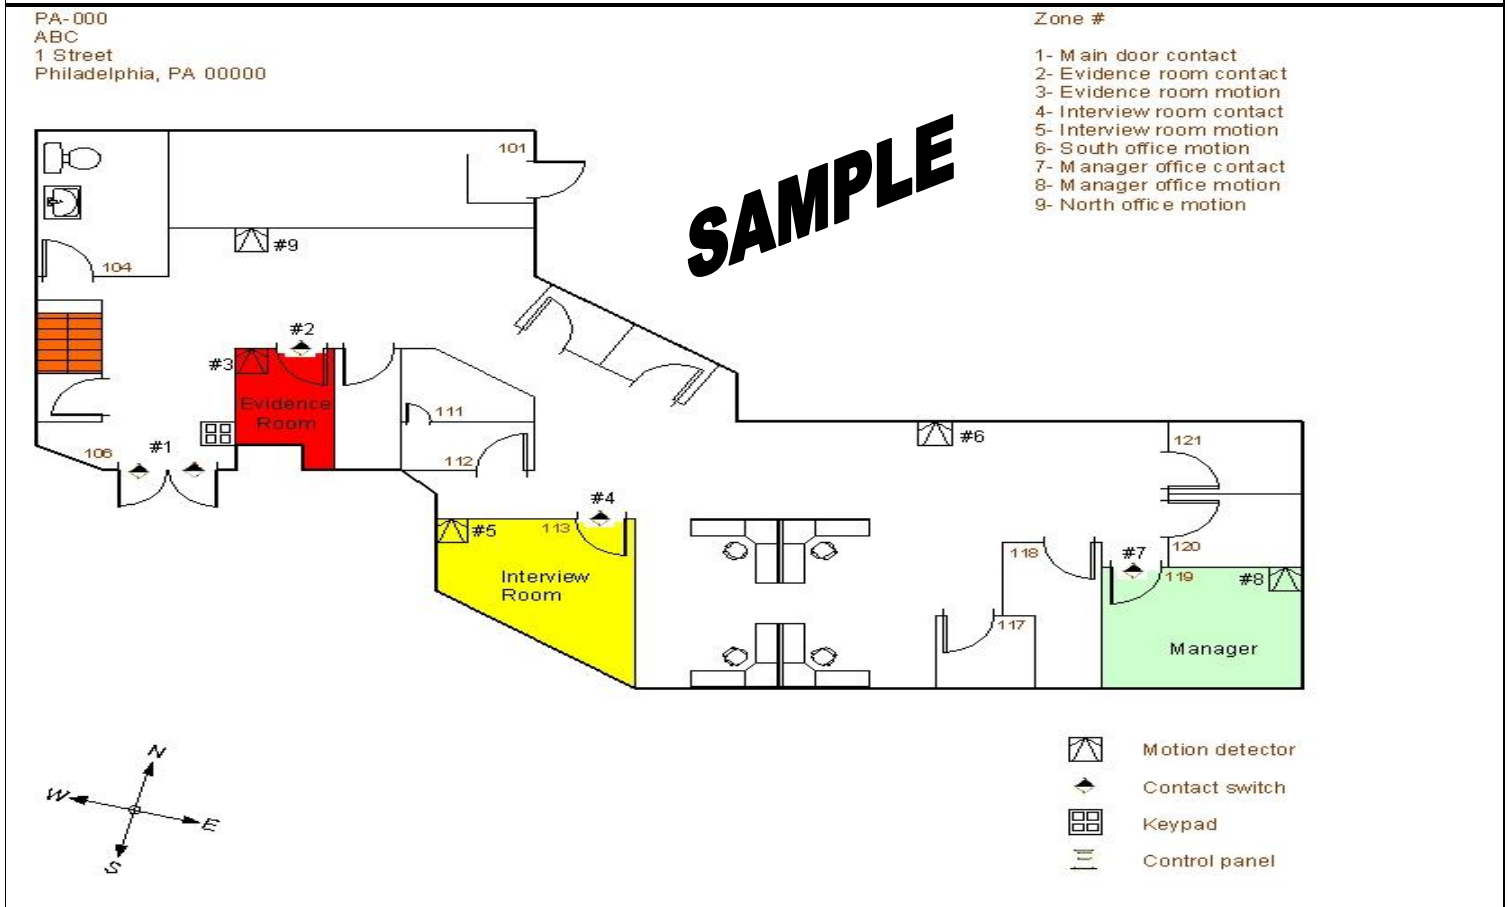 PA-000
ABC
1 Street
Philadelphia, PA 00000
Zone #
1- Main door contact
2- Evidence room contact
3- Evidence room motion
4- Interview room contact
5- Interview room motion
6- South office motion
7- Manager office contact
8- Manager office motion
9- North office motion
SAMPLE
101
#9
104
#2
#3
Evidence
Room
111
106
#1
112
#6
121
#4
#5
113
120
118
#7
119
#8
Interview
Room
117
Manager
N
W
E
S
Motion detector
Contact switch
Keypad
Control panel